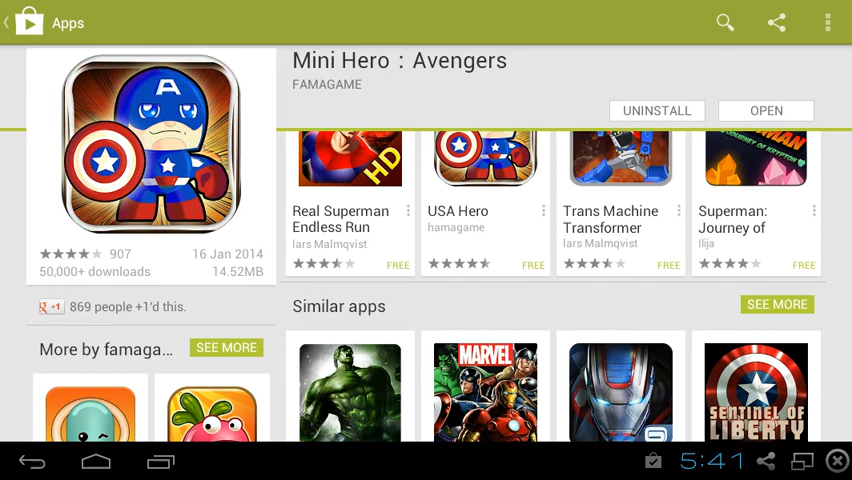 Apps
Mini Hero : Avengers
FAMAGAME
UNINSTALL
OPEN
A
907
16 Jan 2014
50,000+ downloads
14.52MB
g +1
869 people +1'd this.
More by famaga...
SEE MORE
HD
Real Superman
Endless Run
lars Malmqvist
FREE
USA Hero
hamagame
FREE
Trans Machine
Transformer
lars Malmqvist
FREE
JOURNEY OF KRYPTON
Superman:
Journey of
Ilija
FREE
Similar apps
SEE MORE
MARVEL
SENTINEL OF
LIBERTY
5:41